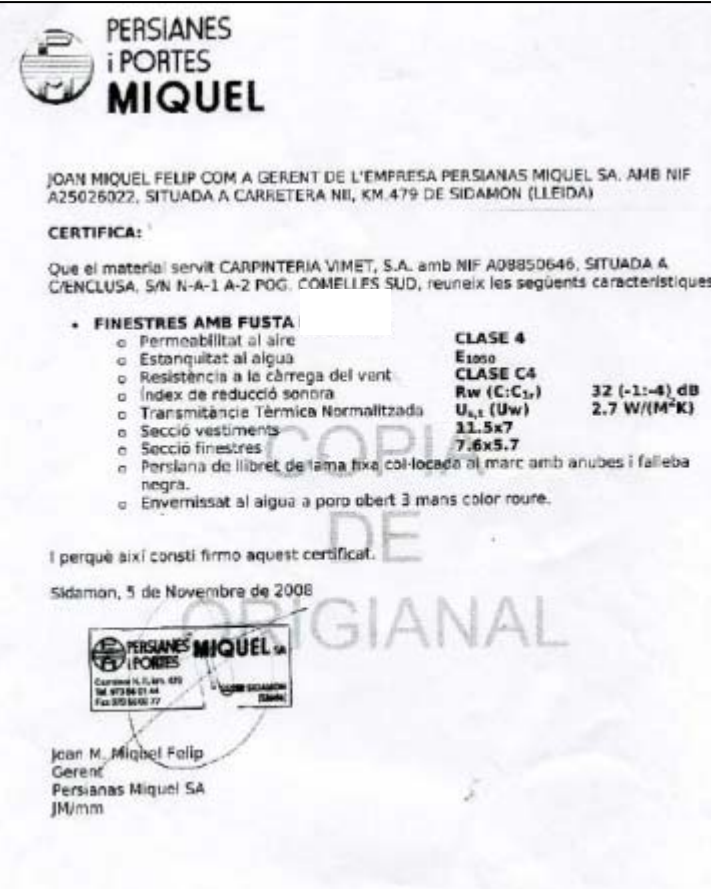 PERSIANES
i PORTES
MIQUEL
JOAN MIQUEL FELIP COM A GERENT DE L'EMPRESA PERSIANAS MIQUEL SA. AMB NIF
A25026022, SITUADA A CARRETERA NII, KM.479 DE SIDAMON (LLEIDA)
CERTIFICA:
Que el material servit CARPINTERIA VIMET, S.A. amb NIF A08850646, SITUADA A
C/ENCLUSA, S/N N-A-1 A-2 POG. COMELLES SUD, reuneix les següents caracteristiques
• FINESTRES AMB FUSTA
o Permeabilitat al aire CLASE 4
o Estanquitat al aigua E1050
o Resistència a la càrrega del vent CLASE C4
o Índex de reducció sonora Rw (C:C1r) 32 (-1:-4) dB
o Transmitància Tèrmica Normalitzada (Uw) 2.7 W/(M²K)
o Secció vestiments 11.5x7
o Secció finestres 7.6x5.7
o Persiana de llibret de lama fixa col·locada al marc amb anubes i falleba
negra.
o Envernissat al aigua a poro obert 3 mans color roure.
COPIA
DE
ORIGIANAL
I perquè així consti firmo aquest certificat.
Sidamon, 5 de Novembre de 2008
PERSIANES MIQUEL SA
i PORTES
Joan M. Miquel Felip
Gerent
Persianas Miquel SA
JM/mm